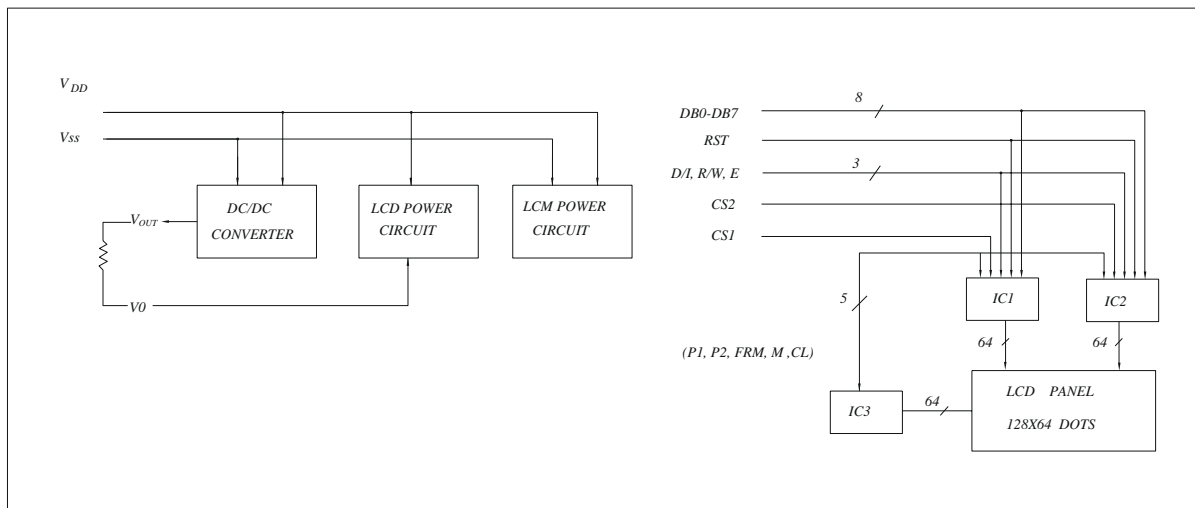 V DD
Vss
DC/DC
CONVERTER
LCD POWER
CIRCUIT
LCM POWER
CIRCUIT
VOUT
V0
DB0-DB7
8
RST
D/I, R/W, E
3
CS2
CS1
5
IC1
IC2
64
64
(P1, P2, FRM, M ,CL)
IC3
64
LCD PANEL
128X64 DOTS